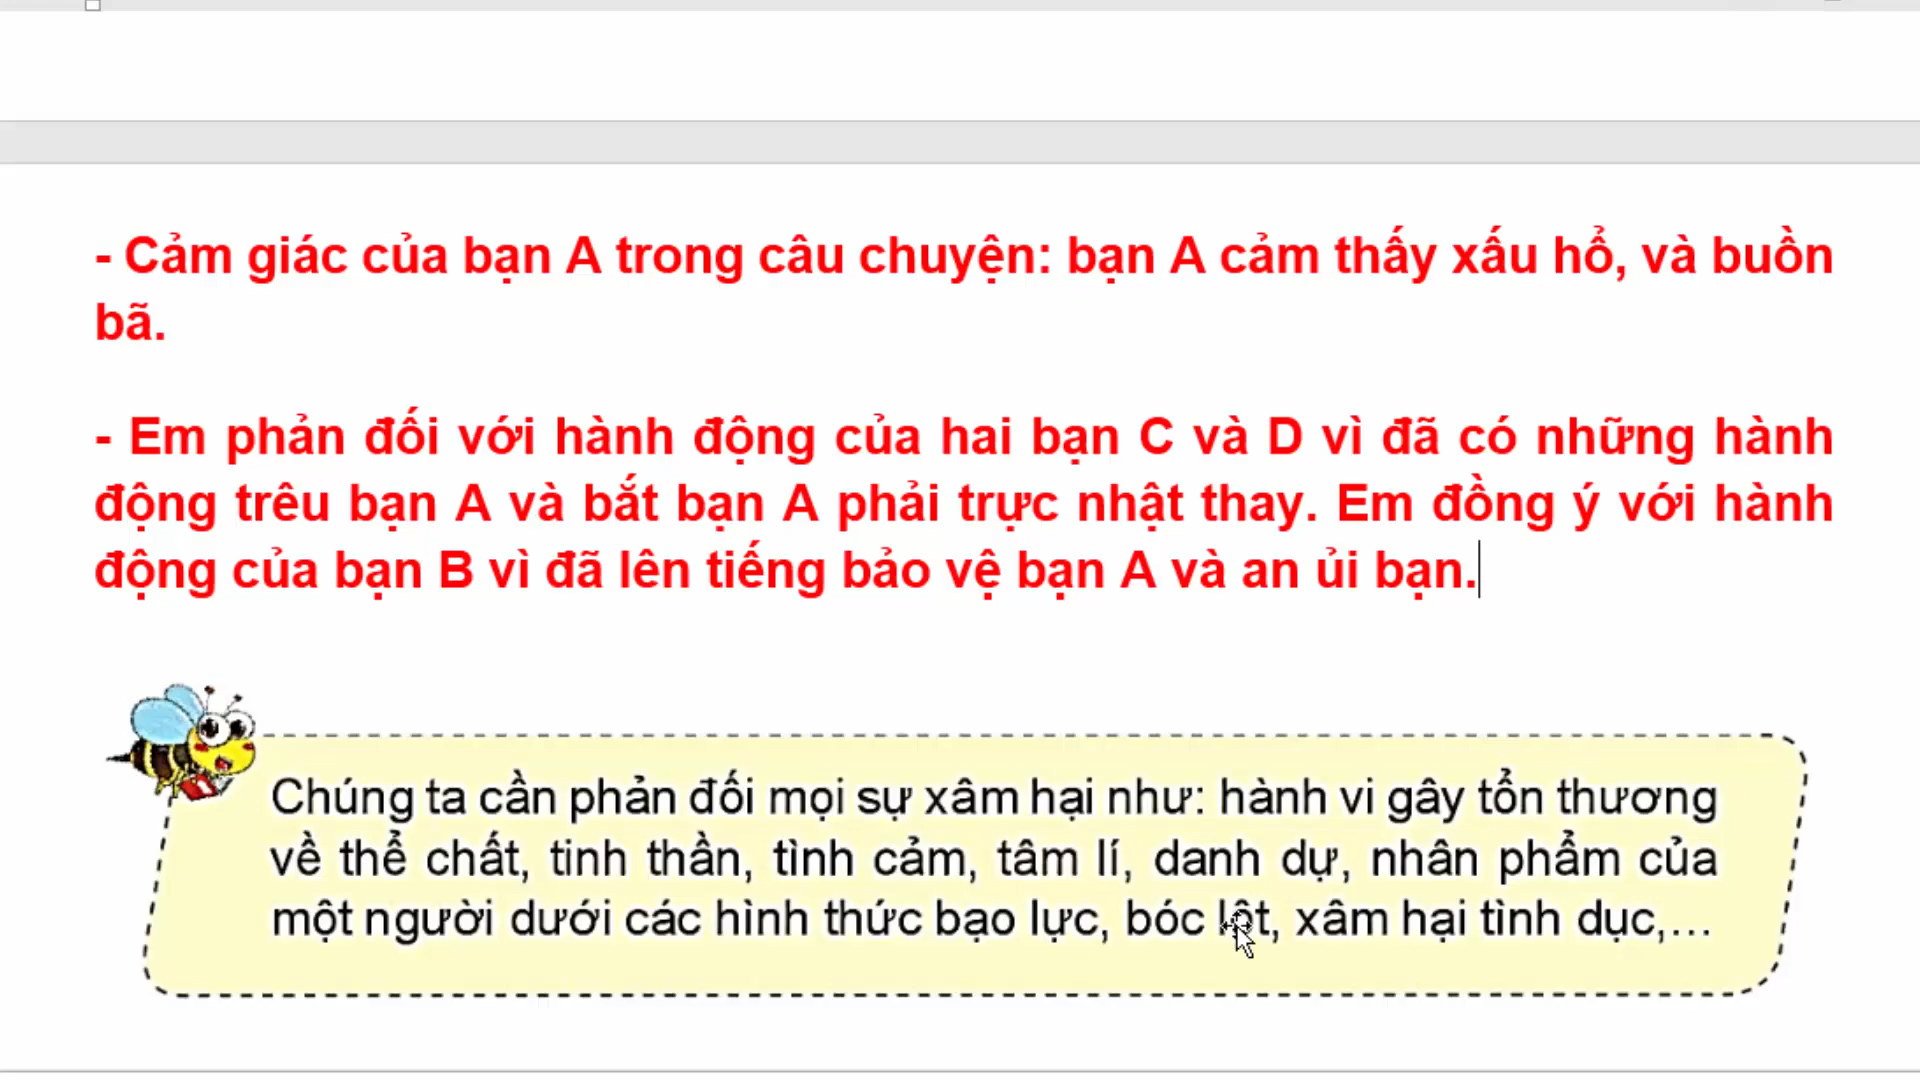 - Cảm giác của bạn A trong câu chuyện: bạn A cảm thấy xấu hổ, và buồn
bã.
- Em phản đối với hành động của hai bạn C và D vì đã có những hành
động trêu bạn A và bắt bạn A phải trực nhật thay. Em đồng ý với hành
động của bạn B vì đã lên tiếng bảo vệ bạn A và an ủi bạn.
Chúng ta cần phản đối mọi sự xâm hại như: hành vi gây tổn thương
về thể chất, tinh thần, tình cảm, tâm lí, danh dự, nhân phẩm của
một người dưới các hình thức bạo lực, bóc lột, xâm hại tình dục,...